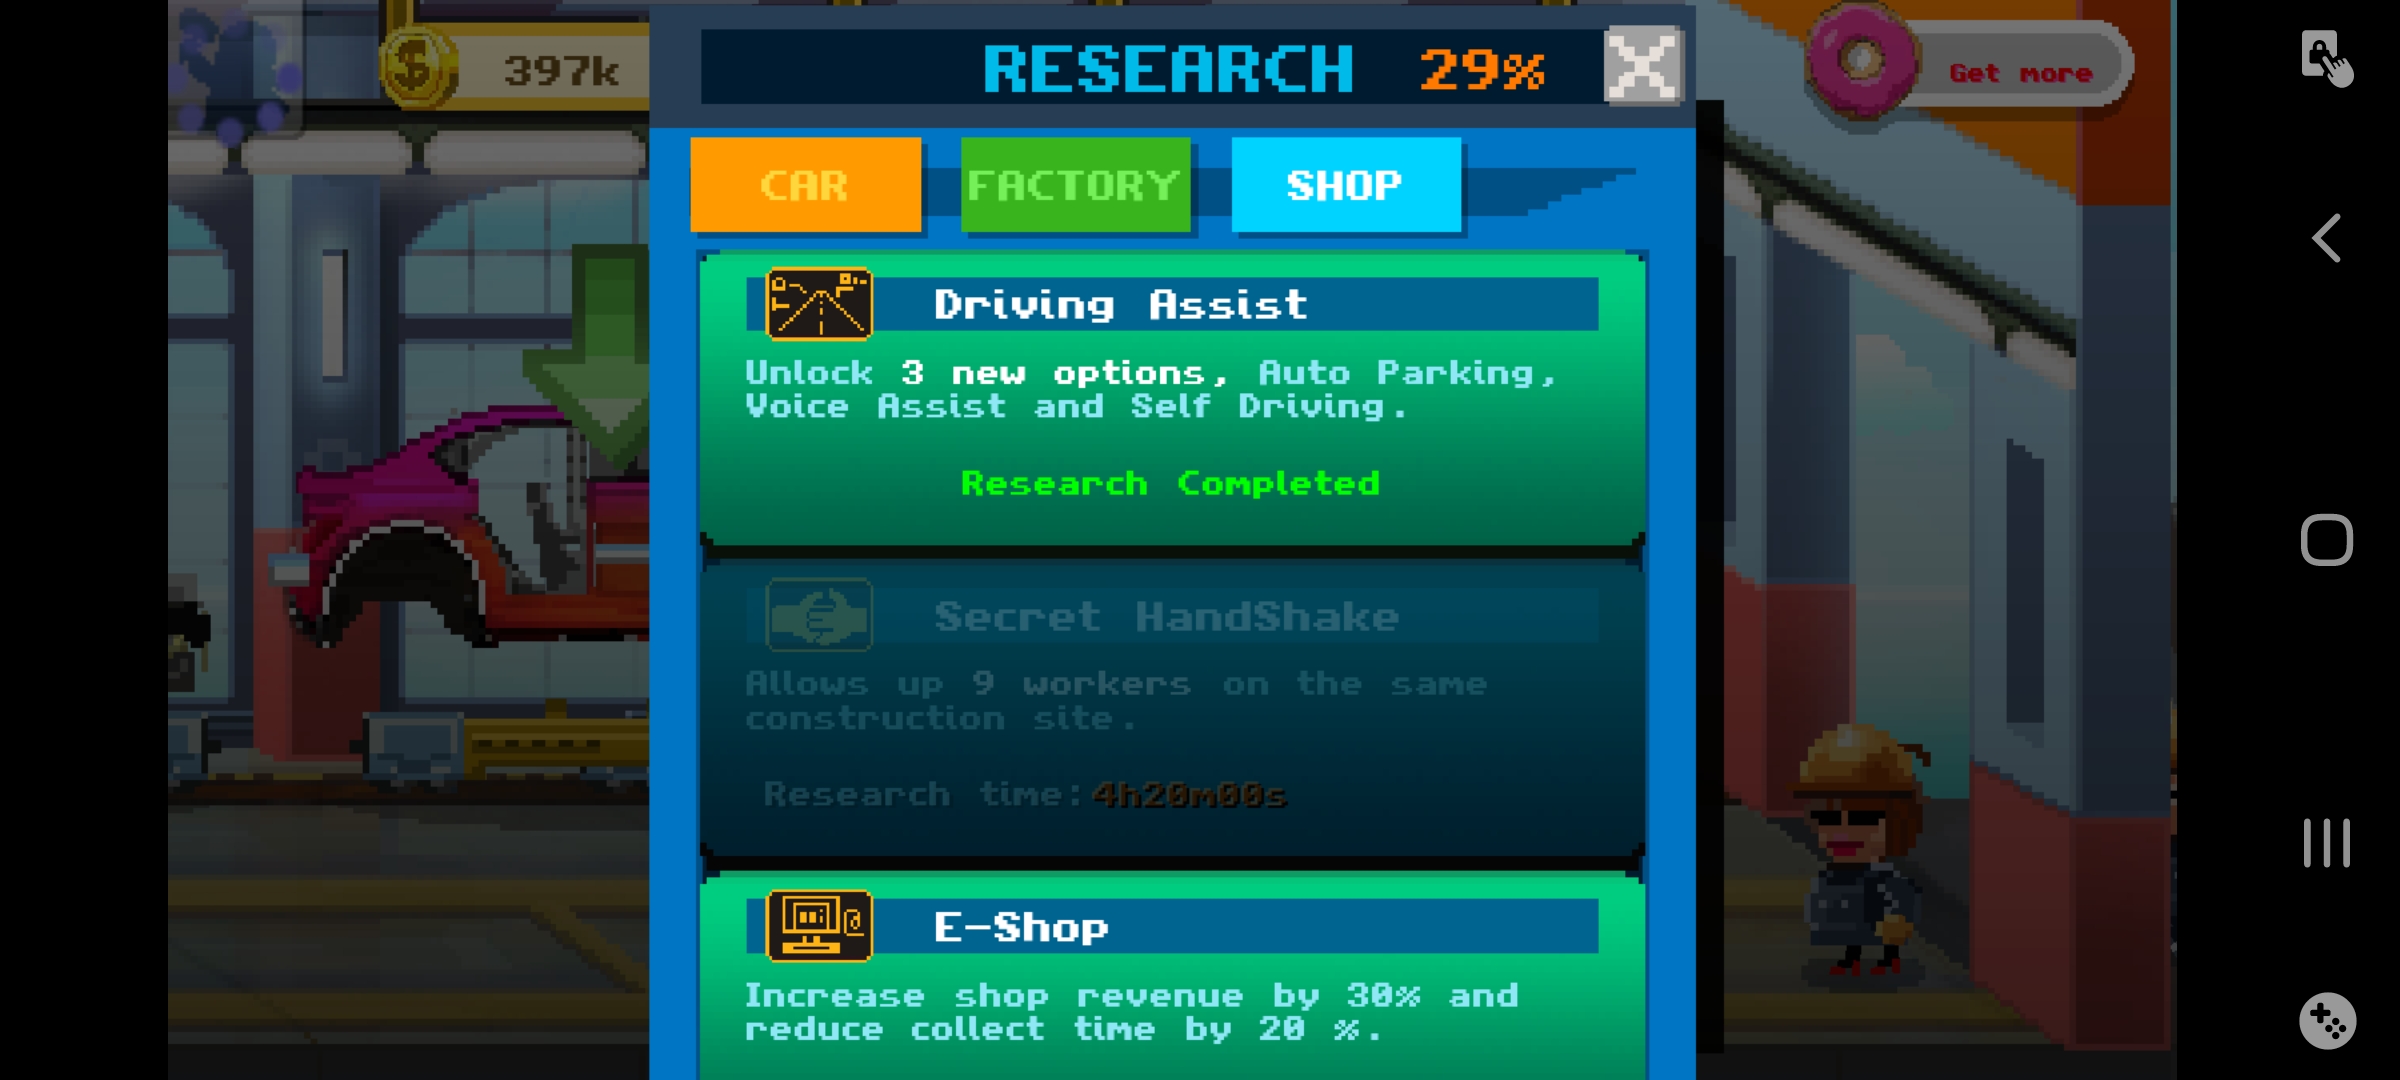 397k
RESEARCH 29%
Get more
CAR FACTORY SHOP
Driving Assist
Unlock 3 new options, Auto Parking,
Voice Assist and Self Driving.
Research Completed
Secret HandShake
Allows up 9 workers on the same
construction site.
Research time:4h20m00s
E-Shop
Increase shop revenue by 30% and
reduce collect time by 20 %.